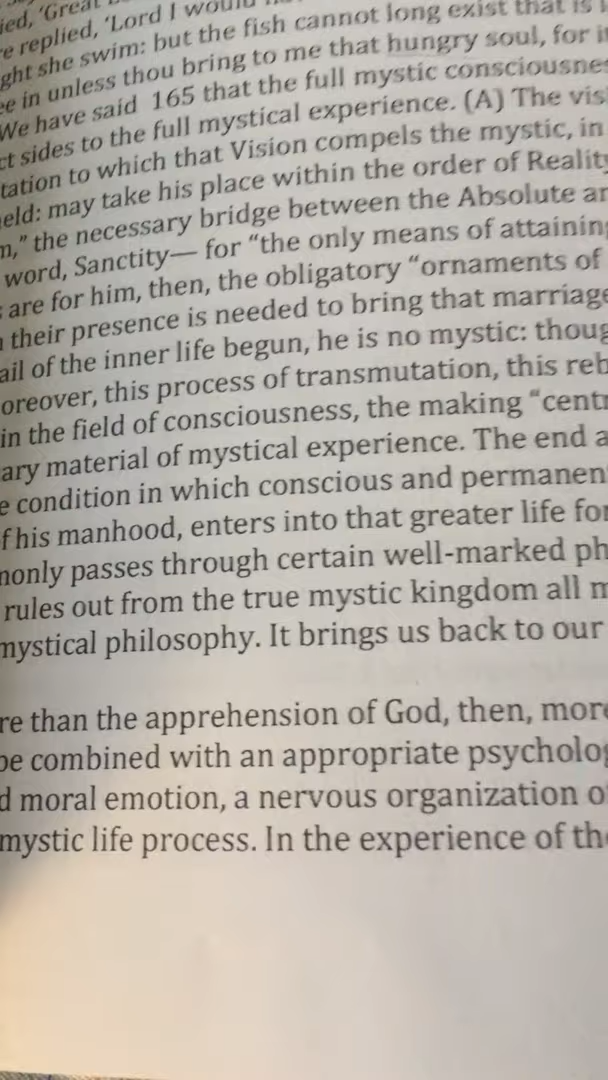 ied, 'Great
replied, 'Lord I would
ght she swim: but the fish cannot long exist that is
ee in unless thou bring to me that hungry soul, for
We have said 165 that the full mystic consciousne
ct sides to the full mystical experience. (A) The vis
tation to which that Vision compels the mystic, in
eld: may take his place within the order of Reality
n," the necessary bridge between the Absolute an
word, Sanctity— for "the only means of attaining
are for him, then, the obligatory "ornaments of
their presence is needed to bring that marriage
ail of the inner life begun, he is no mystic: thoug
oreover, this process of transmutation, this reb
in the field of consciousness, the making "centr
ary material of mystical experience. The end a
e condition in which conscious and permanen
f his manhood, enters into that greater life for
nonly passes through certain well-marked ph
rules out from the true mystic kingdom all m
mystical philosophy. It brings us back to our
re than the apprehension of God, then, more
be combined with an appropriate psycholog
d moral emotion, a nervous organization o
mystic life process. In the experience of the